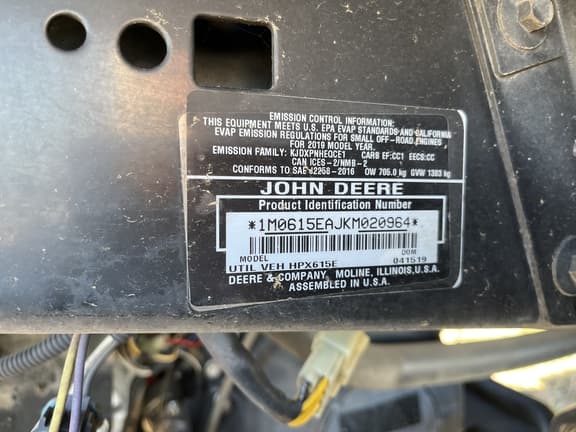 EMISSION CONTROL INFORMATION:
THIS EQUIPMENT MEETS U.S. EPA EVAP STANDARDS AND CALIFORNIA
EVAP EMISSION REGULATIONS FOR SMALL OFF-ROAD ENGINES
FOR 2019 MODEL YEAR.
EMISSION FAMILY: KJDXPNHEQCE1 CARB EF:CC1 EECS:CC
CAN ICES-2/NMB-2
CONFORMS TO SAE J2258-2016 OW 705.0 kg GVW 1383 kg
JOHN DEERE
Product Identification Number
*1M0615EAJKM020964*
MODEL DOM
UTIL VEH HPX615E 041519
DEERE & COMPANY, MOLINE, ILLINOIS, U.S.A.
ASSEMBLED IN U.S.A.